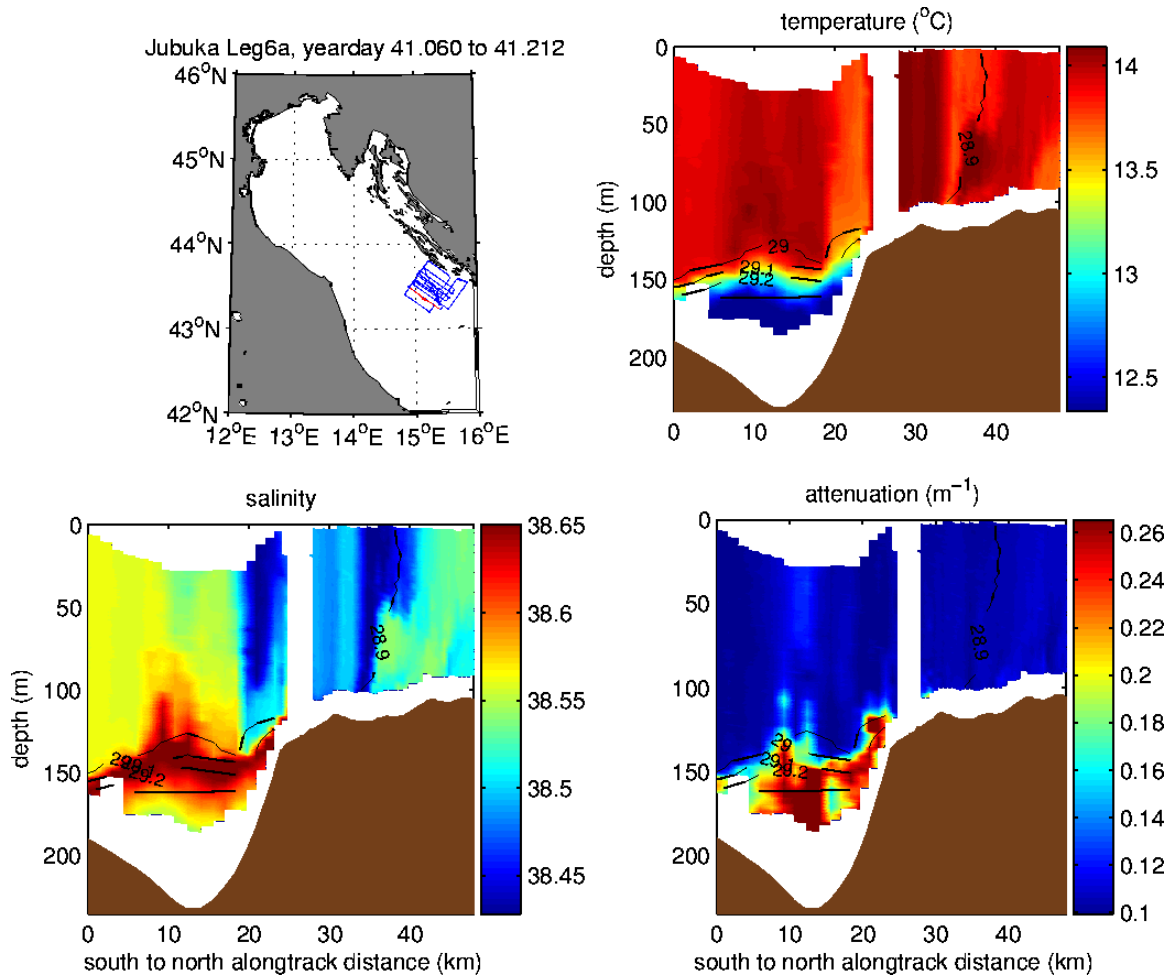 Jubuka Leg6a, yearday 41.060 to 41.212
46°N
45°N
44°N
43°N
42°N
12°E 13°E 14°E 15°E 16°E
temperature (°C)
0
50
100
150
200
depth (m)
28.9
29
29.1
29.2
0 10 20 30 40
14
13.5
13
12.5
salinity
0
50
100
150
200
depth (m)
28.9
29
29.1
29.2
0 10 20 30 40
south to north alongtrack distance (km)
38.65
38.6
38.55
38.5
38.45
attenuation (m⁻¹)
0
50
100
150
200
depth (m)
28.9
29
29.1
29.2
0 10 20 30 40
south to north alongtrack distance (km)
0.26
0.24
0.22
0.2
0.18
0.16
0.14
0.12
0.1